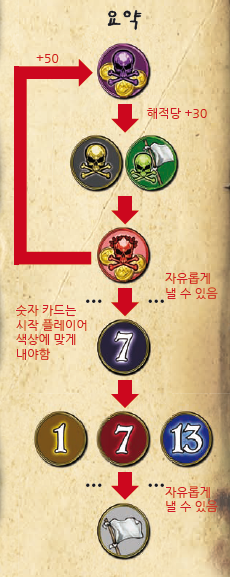 요약
+50
해적당 +30
자유롭게
낼 수 있음
... ...
숫자 카드는
시작 플레이어
색상에 맞게
내야함
7
1 7 13
... ...
자유롭게
낼 수 있음